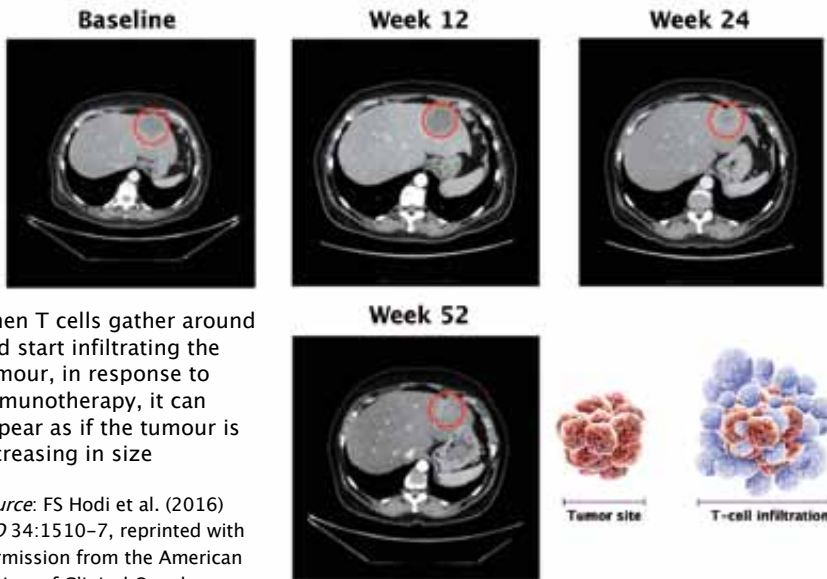 Baseline
Week 12
Week 24
en T cells gather around
d start infiltrating the
mour, in response to
munotherapy, it can
pear as if the tumour is
creasing in size
urce: FS Hodi et al. (2016)
34:1510–7, reprinted with
rmission from the American
Week 52
Tumor site
T-cell infiltration